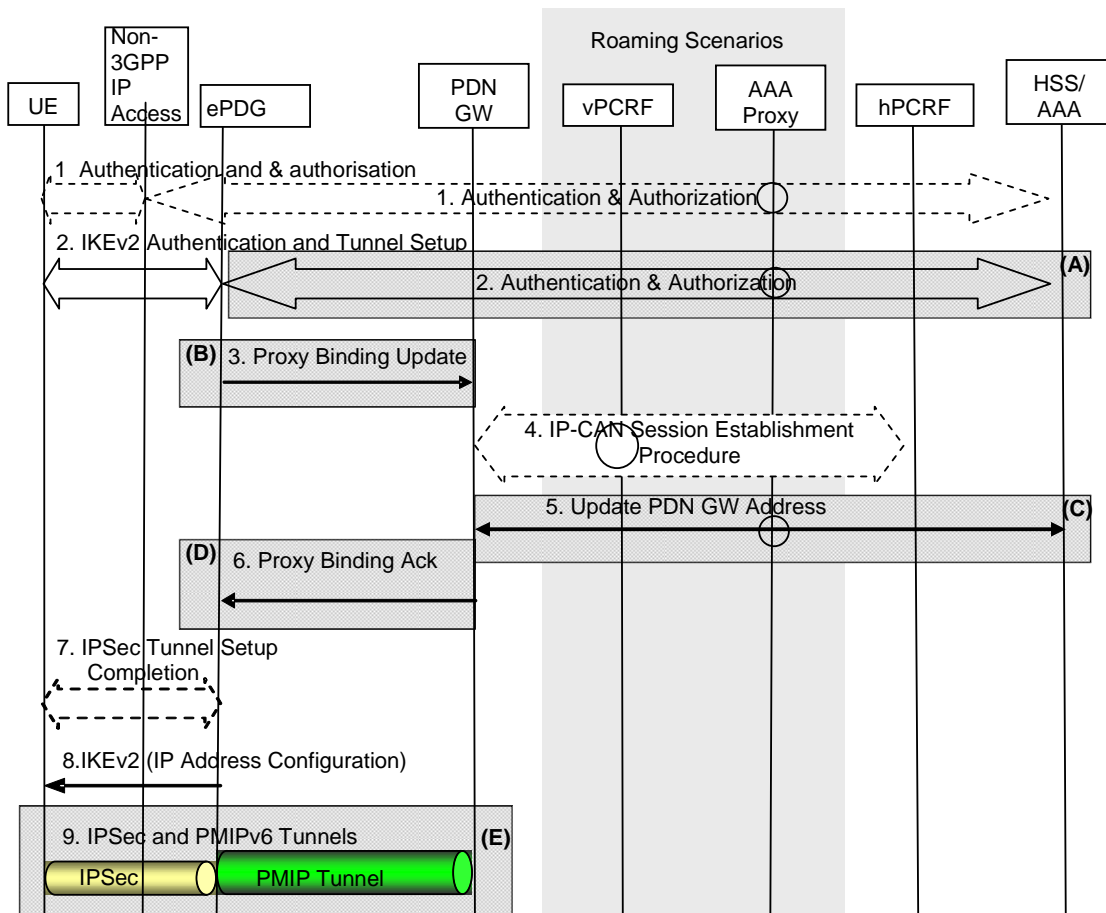 Roaming Scenarios
UE
Non-
3GPP
IP
Access
ePDG
PDN
GW
vPCRF
AAA
Proxy
hPCRF
HSS/
AAA
1 Authentication and & authorisation
1. Authentication & Authorization
2. IKEv2 Authentication and Tunnel Setup
(A)
2. Authentication & Authorization
(B)
3. Proxy Binding Update
4. IP-CAN Session Establishment
Procedure
5. Update PDN GW Address
(C)
(D)
6. Proxy Binding Ack
7. IPSec Tunnel Setup
Completion
8.IKEv2 (IP Address Configuration)
9. IPSec and PMIPv6 Tunnels
(E)
IPSec
PMIP Tunnel